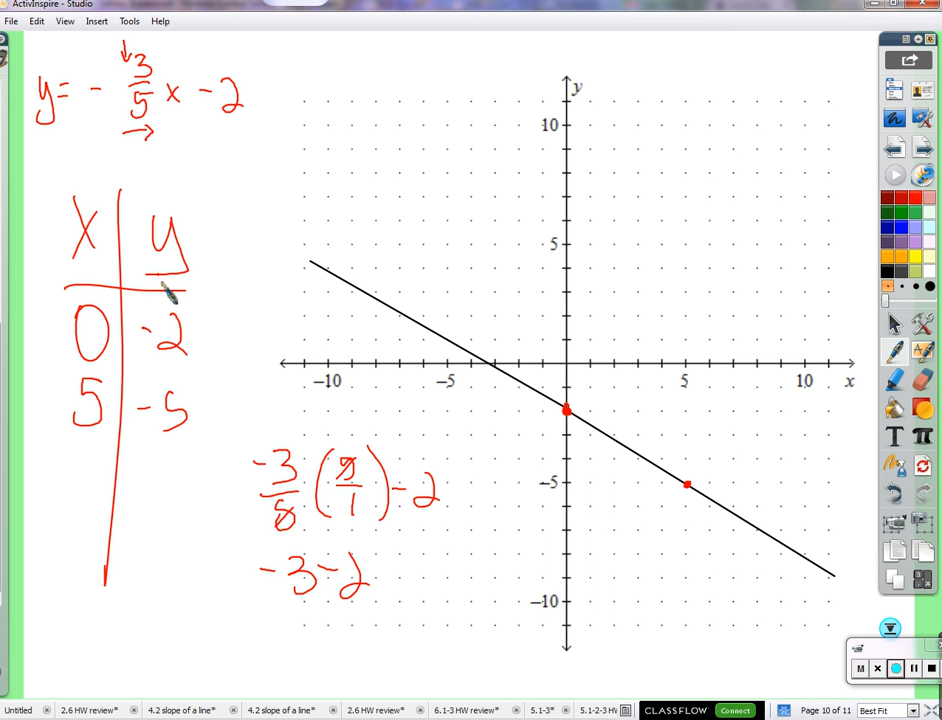 ActivInspire - Studio
File Edit View Insert Tools Help
y = - 3/5 x - 2
x y
0 -2
5 -5
-3/5 (5/1) - 2
-3 - 2
y
10
5
-10 -5 5 10 x
-5
-10
M
Untitled 2.6 HW review* 2.6 HW review* 4.2 slope of a line* 4.2 slope of a line* 6.1-3 HW review* 5.1-3* 5.1-2-3 HW
CLASSFLOW Connect
Page 10 of 11 Best Fit